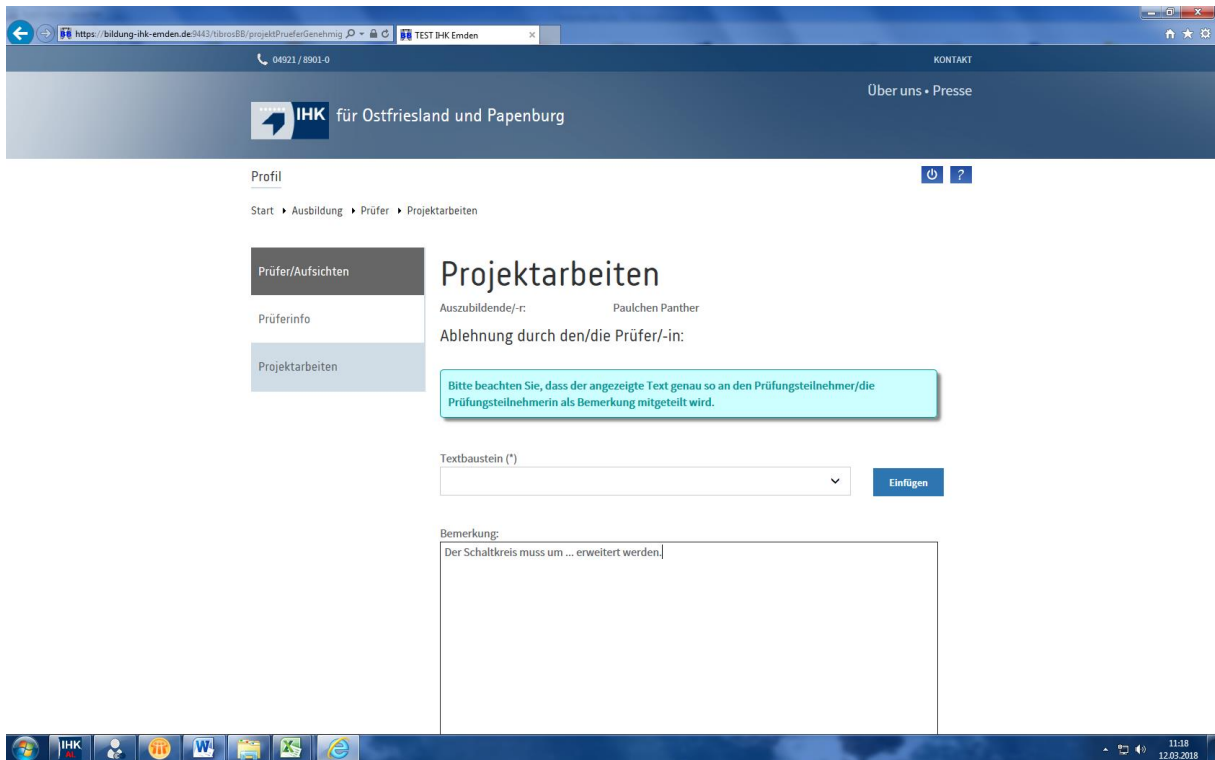 https://bildung-ihk-emden.de:9443/tibrosBB/projektPrueferGenehmig
TEST IHK Emden
04921 / 8901-0
KONTAKT
Über uns • Presse
IHK für Ostfriesland und Papenburg
Profil
?
Start ▸ Ausbildung ▸ Prüfer ▸ Projektarbeiten
Prüfer/Aufsichten
Prüferinfo
Projektarbeiten
Projektarbeiten
Auszubildende/-r: Paulchen Panther
Ablehnung durch den/die Prüfer/-in:
Bitte beachten Sie, dass der angezeigte Text genau so an den Prüfungsteilnehmer/die
Prüfungsteilnehmerin als Bemerkung mitgeteilt wird.
Textbaustein (*)
Einfügen
Bemerkung:
Der Schaltkreis muss um ... erweitert werden.
IHK
AL
W
11:18
12.03.2018